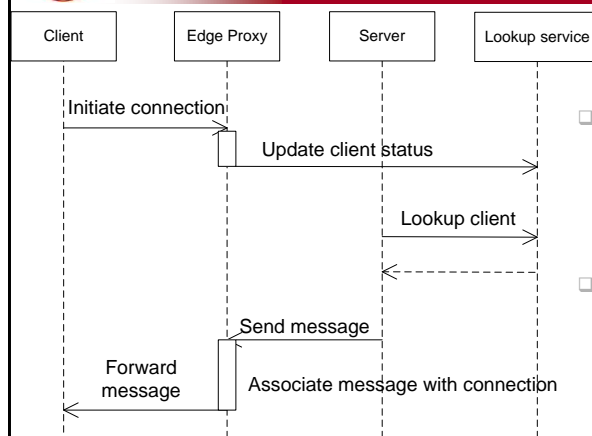 Client
Edge Proxy
Server
Lookup service
Initiate connection
Update client status
Lookup client
Send message
Forward
message
Associate message with connection